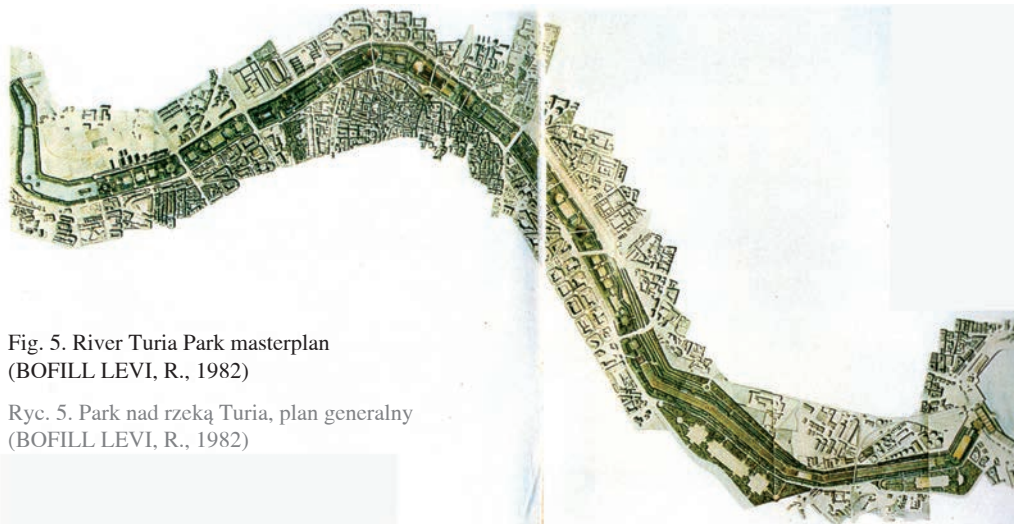 Fig. 5. River Turia Park masterplan
(BOFILL LEVI, R., 1982)
Ryc. 5. Park nad rzeką Turia, plan generalny
(BOFILL LEVI, R., 1982)